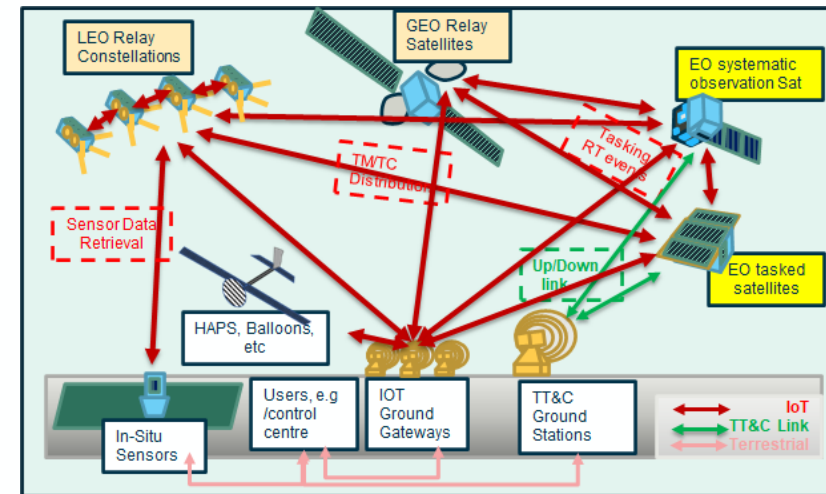 LEO Relay
Constellations
GEO Relay
Satellites
EO systematic
observation Sat
Tasking
RT events
TM/TC
Distribution
Sensor Data
Retrieval
Up/Down
link
EO tasked
satellites
HAPS, Balloons,
etc
In-Situ
Sensors
Users, e.g
/control
centre
IOT
Ground
Gateways
TT&C
Ground
Stations
IoT
TT&C Link
Terrestrial